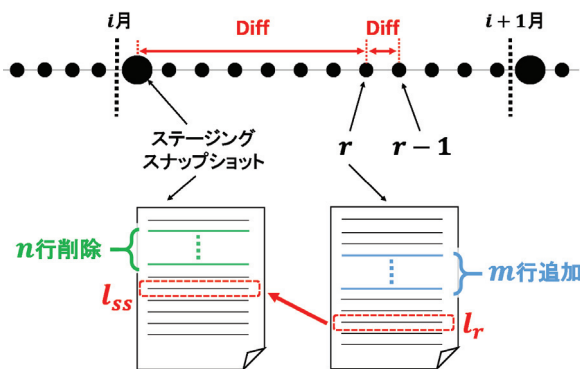 i月
Diff
Diff
i + 1月
ステージング
スナップショット
r
r − 1
n行削除
m行追加
l_ss
l_r